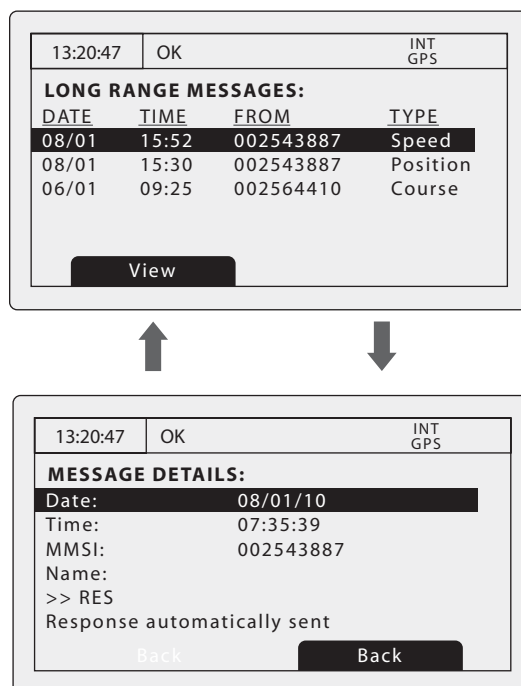 13:20:47 OK INT
GPS
LONG RANGE MESSAGES:
DATE TIME FROM TYPE
08/01 15:52 002543887 Speed
08/01 15:30 002543887 Position
06/01 09:25 002564410 Course
View
13:20:47 OK INT
GPS
MESSAGE DETAILS:
Date: 08/01/10
Time: 07:35:39
MMSI: 002543887
Name:
>> RES
Response automatically sent
Back Back